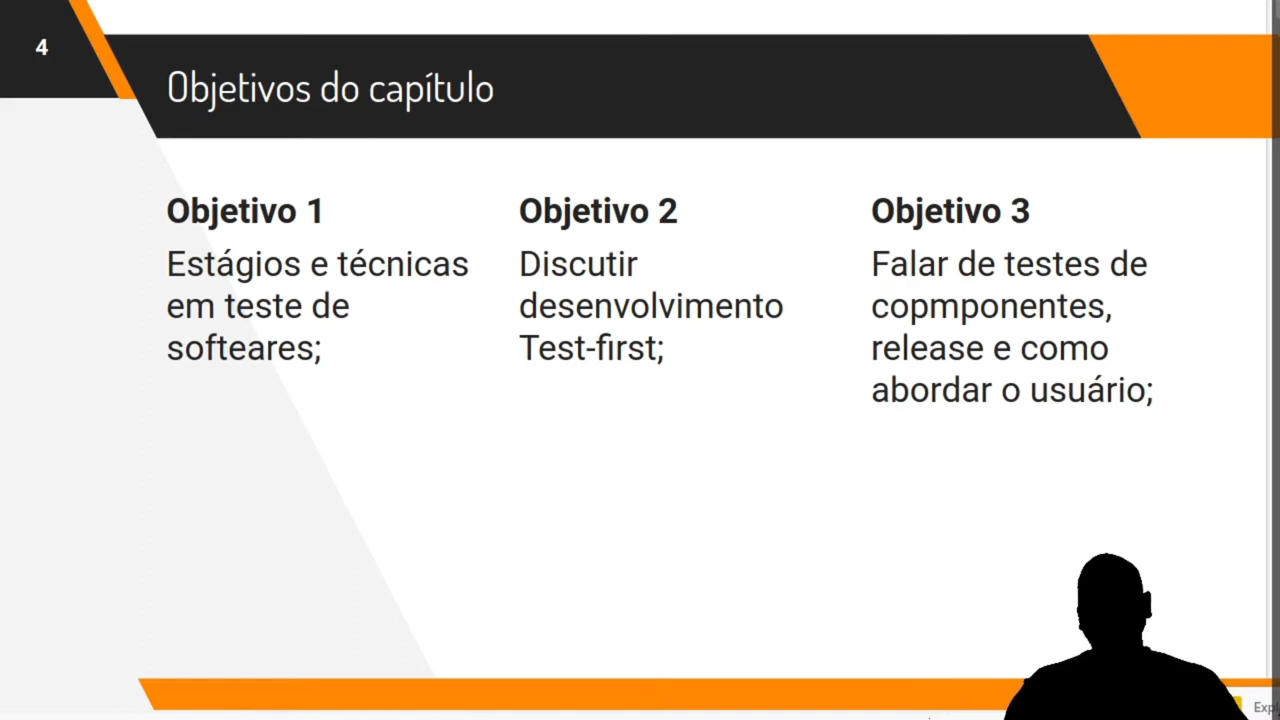 4
Objetivos do capítulo
Objetivo 1
Estágios e técnicas
em teste de
softeares;
Objetivo 2
Discutir
desenvolvimento
Test-first;
Objetivo 3
Falar de testes de
copmponentes,
release e como
abordar o usuário;